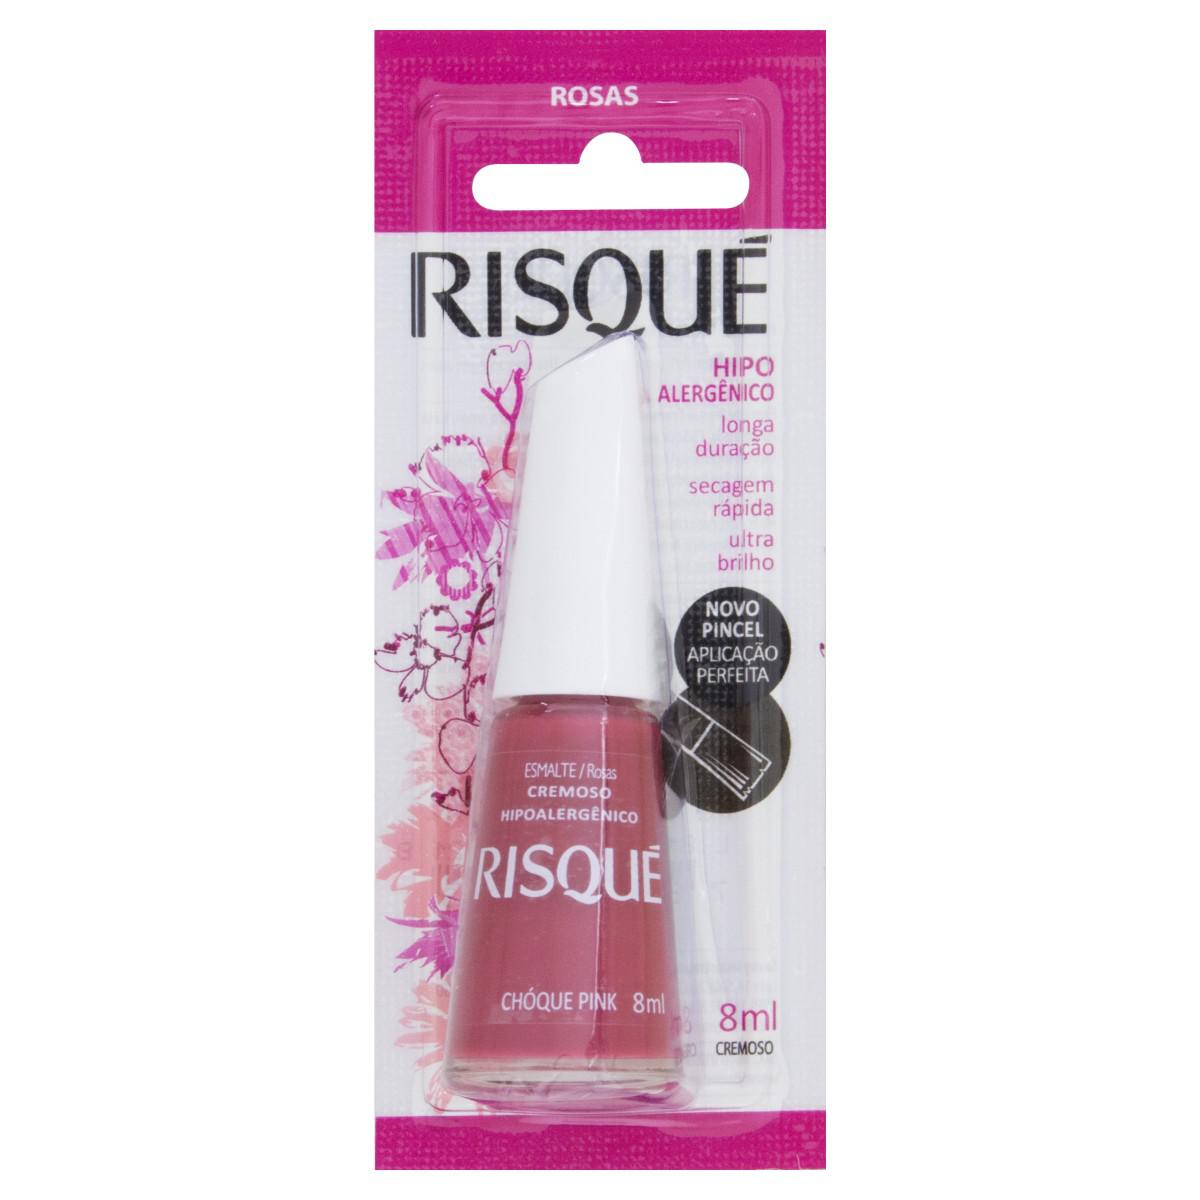 ROSAS
RISQUÉ
HIPO
ALERGÊNICO
longa
duração
secagem
rápida
ultra
brilho
NOVO
PINCEL
APLICAÇÃO
PERFEITA
ESMALTE / Rosas
CREMOSO
HIPOALERGÊNICO
RISQUÉ
CHÓQUE PINK 8ml
8ml
CREMOSO